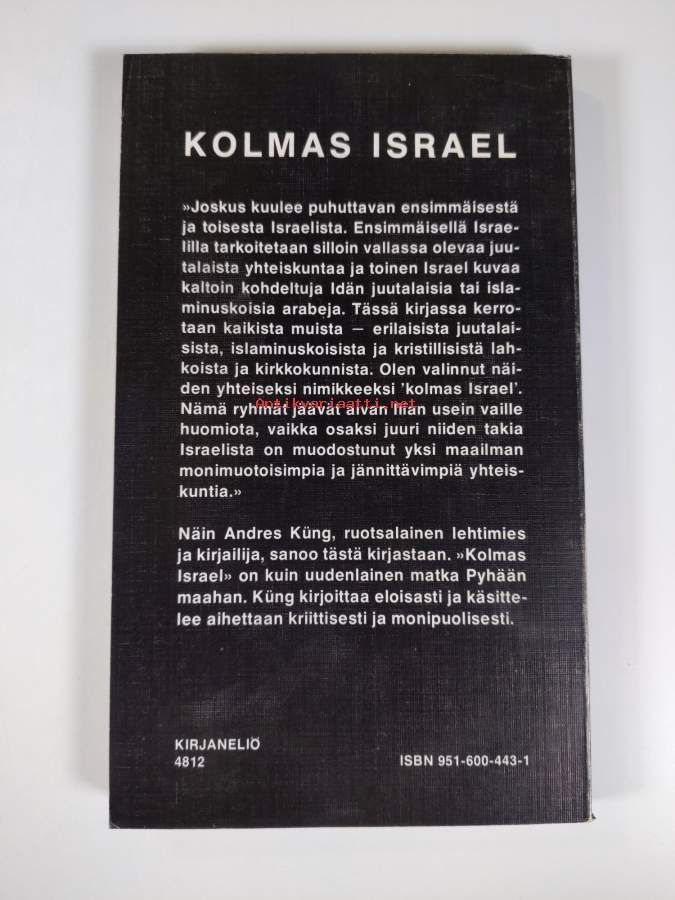 KOLMAS ISRAEL
»Joskus kuulee puhuttavan ensimmäisestä
ja toisesta Israelista. Ensimmäisellä Israe-
lilla tarkoitetaan silloin vallassa olevaa juu-
talaista yhteiskuntaa ja toinen Israel kuvaa
kaltoin kohdeltuja Idän juutalaisia tai isla-
minuskoisia arabeja. Tässä kirjassa kerro-
taan kaikista muista — erilaisista juutalai-
sista, islaminuskoisista ja kristillisistä lah-
koista ja kirkkokunnista. Olen valinnut näi-
den yhteiseksi nimikkeeksi 'kolmas Israel'.
Antikvariaatti.net
Nämä ryhmät jäävät aivan liian usein vaille
huomiota, vaikka osaksi juuri niiden takia
Israelista on muodostunut yksi maailman
monimuotoisimpia ja jännittävimpiä yhteis-
kuntia.»
Näin Andres Küng, ruotsalainen lehtimies
ja kirjailija, sanoo tästä kirjastaan. »Kolmas
Israel» on kuin uudenlainen matka Pyhään
maahan. Küng kirjoittaa eloisasti ja käsitte-
lee aihettaan kriittisesti ja monipuolisesti.
KIRJANELIÖ
4812
ISBN 951-600-443-1